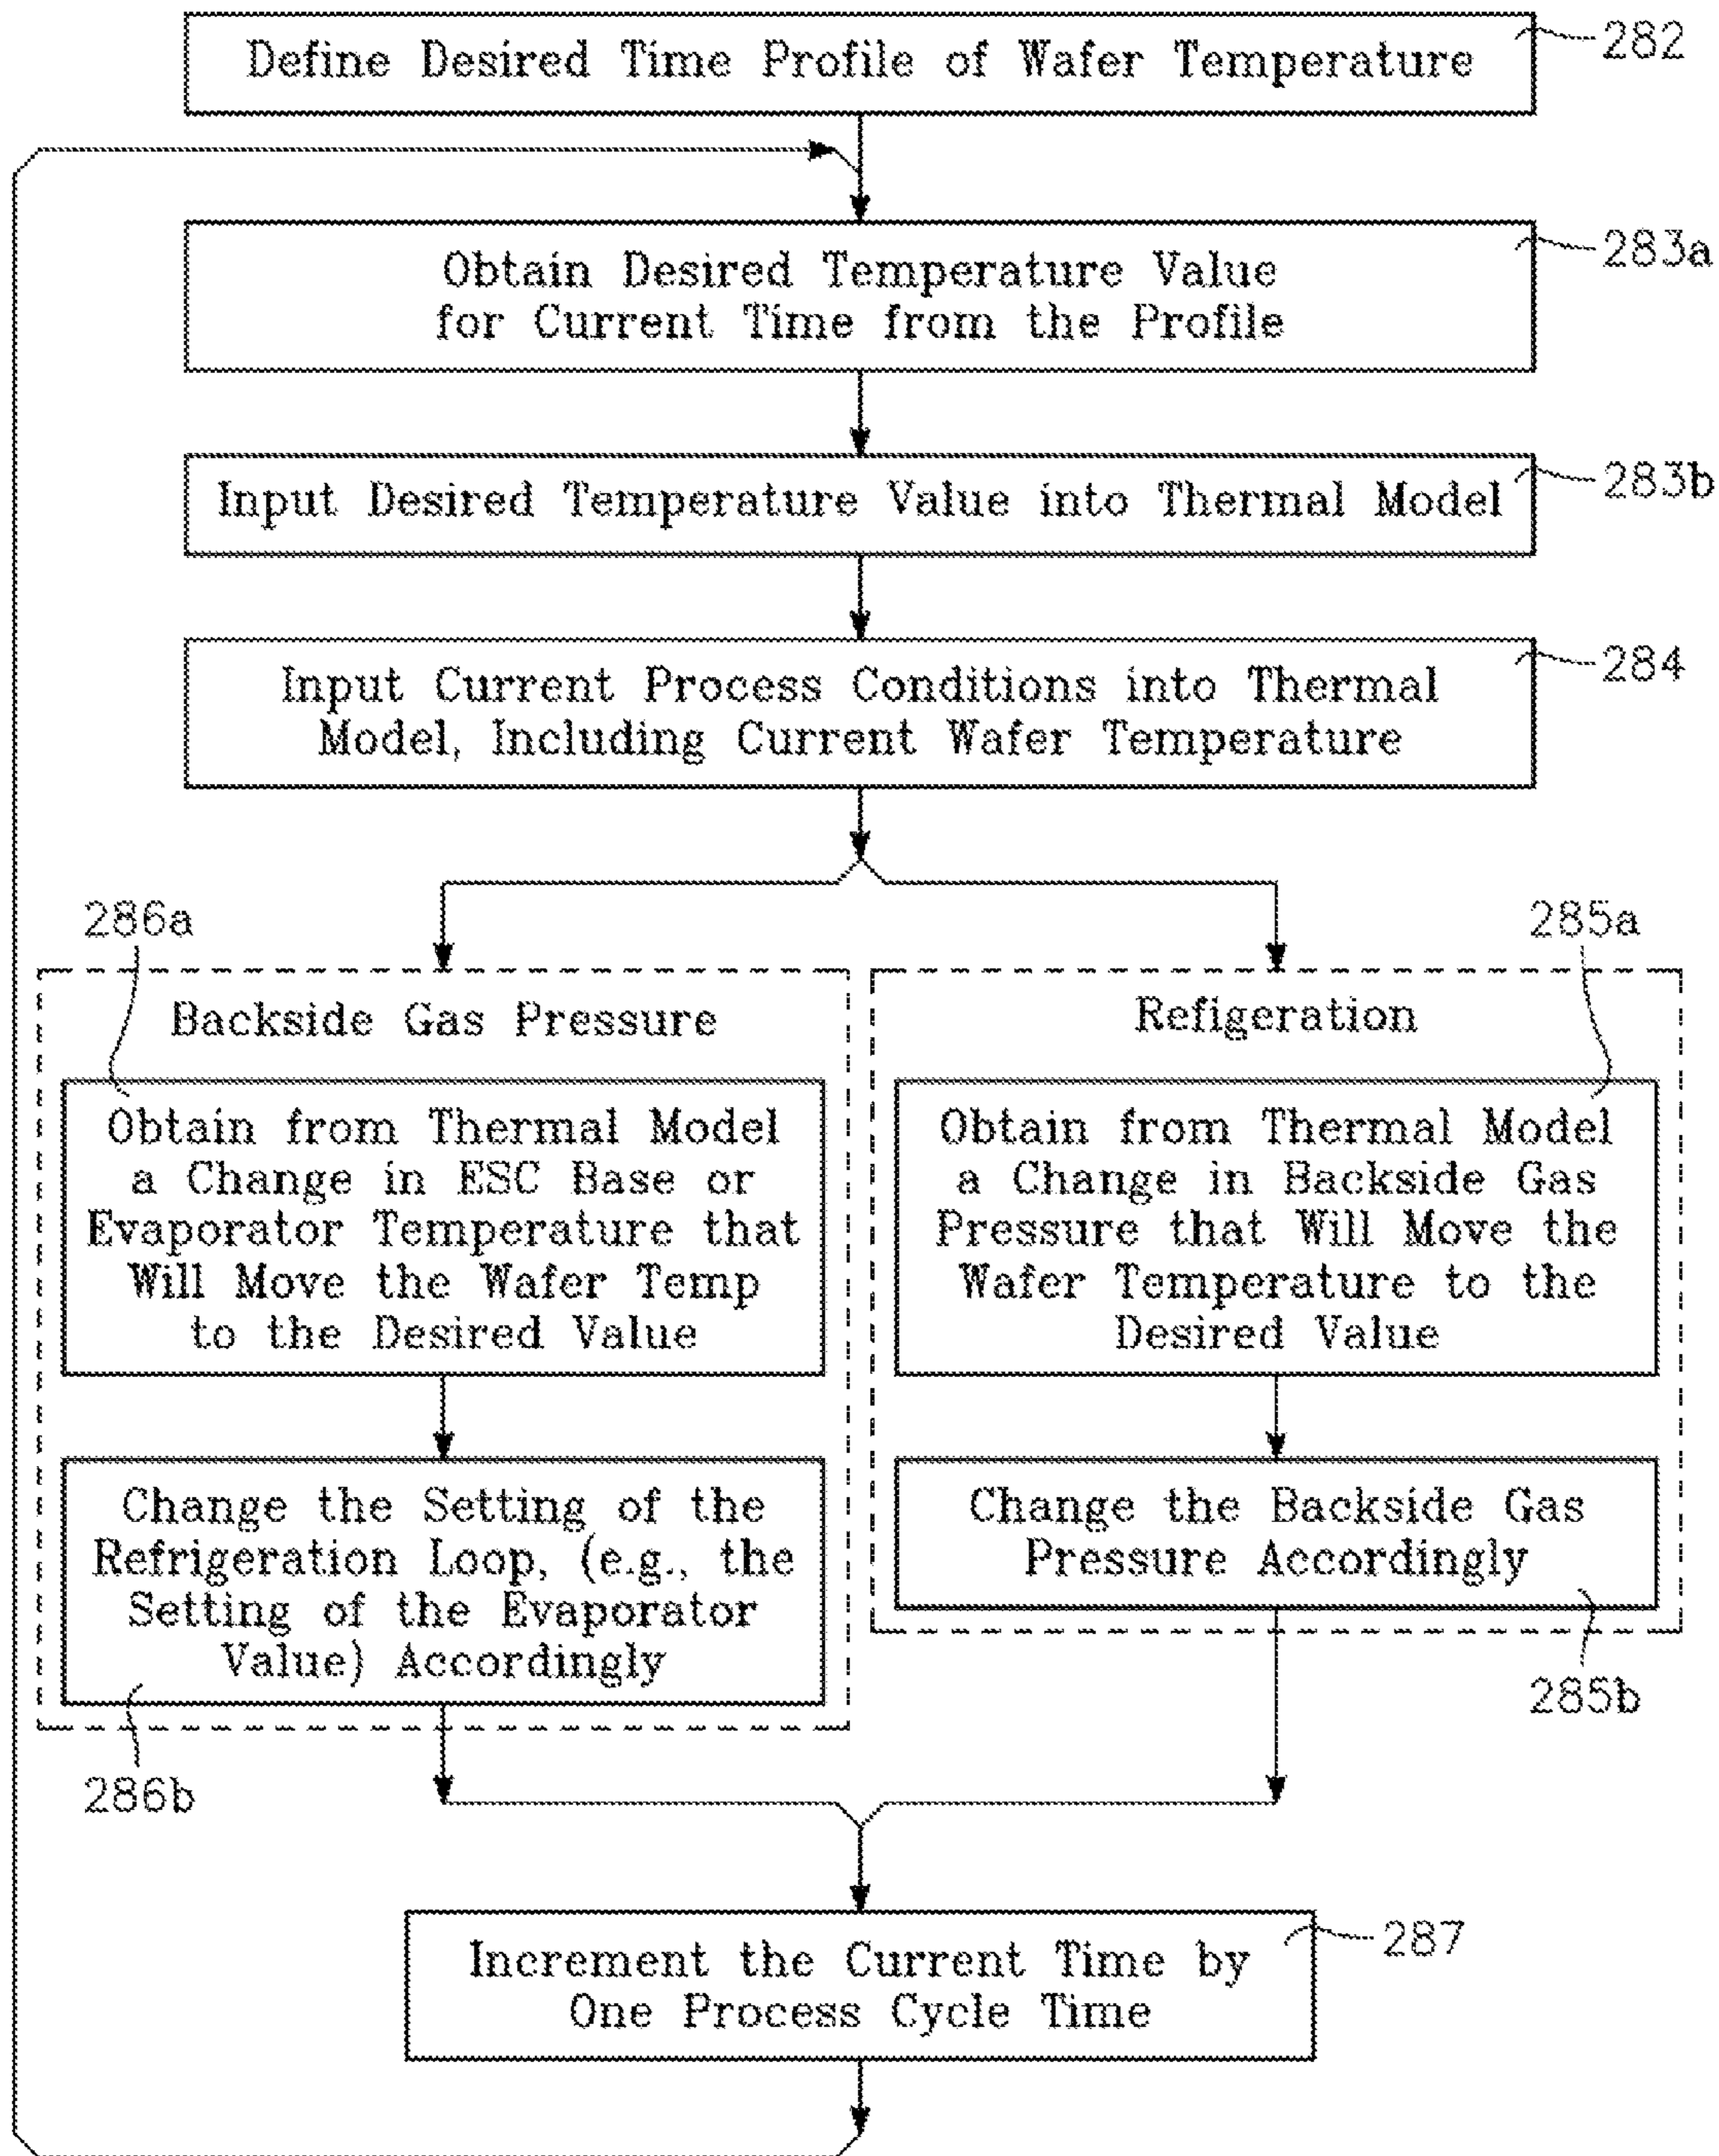 Define Desired Time Profile of Wafer Temperature
282
Obtain Desired Temperature Value
for Current Time from the Profile
283a
Input Desired Temperature Value into Thermal Model
283b
Input Current Process Conditions into Thermal
Model, Including Current Wafer Temperature
284
286a
Backside Gas Pressure
Obtain from Thermal Model
a Change in ESC Base or
Evaporator Temperature that
Will Move the Wafer Temp
to the Desired Value
Change the Setting of the
Refrigeration Loop, (e.g., the
Setting of the Evaporator
Value) Accordingly
286b
285a
Refigeration
Obtain from Thermal Model
a Change in Backside Gas
Pressure that Will Move the
Wafer Temperature to the
Desired Value
Change the Backside Gas
Pressure Accordingly
285b
Increment the Current Time by
One Process Cycle Time
287